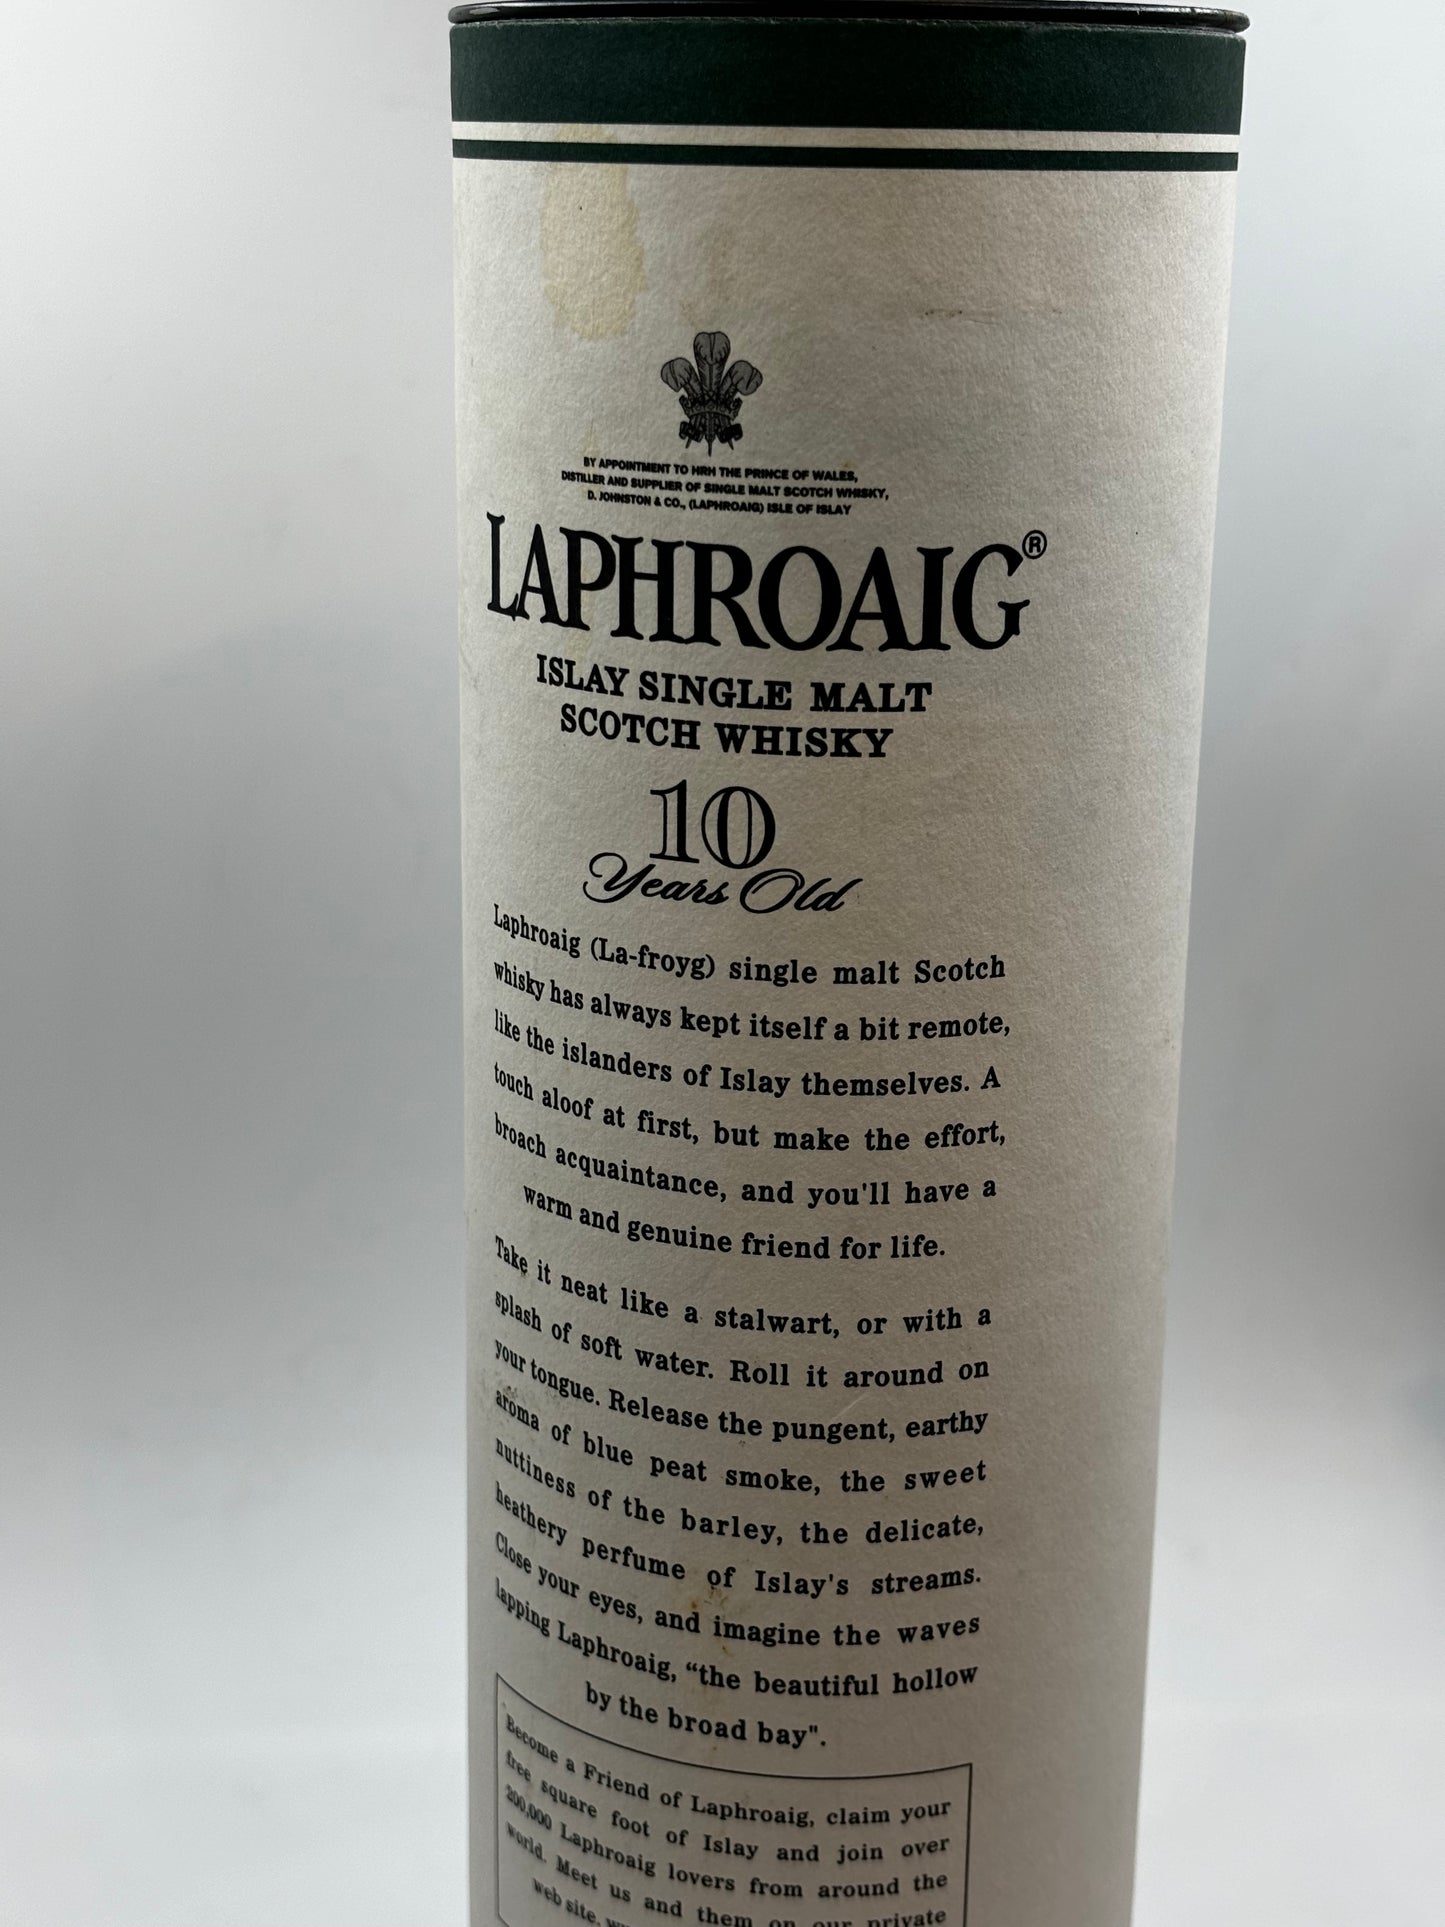 BY APPOINTMENT TO HRH THE PRINCE OF WALES,
DISTILLER AND SUPPLIER OF SINGLE MALT SCOTCH WHISKY,
D. JOHNSTON & CO., (LAPHROAIG) ISLE OF ISLAY
LAPHROAIG®
ISLAY SINGLE MALT
SCOTCH WHISKY
10
Years Old
Laphroaig (La-froyg) single malt Scotch
whisky has always kept itself a bit remote,
like the islanders of Islay themselves. A
touch aloof at first, but make the effort,
broach acquaintance, and you'll have a
warm and genuine friend for life.
Take it neat like a stalwart, or with a
splash of soft water. Roll it around on
your tongue. Release the pungent, earthy
aroma of blue peat smoke, the sweet
nuttiness of the barley, the delicate,
heathery perfume of Islay's streams.
Close your eyes, and imagine the waves
lapping Laphroaig, “the beautiful hollow
by the broad bay".
Become a Friend of Laphroaig, claim your
free square foot of Islay and join over
200,000 Laphroaig lovers from around the
world. Meet us and them on our private
web site,